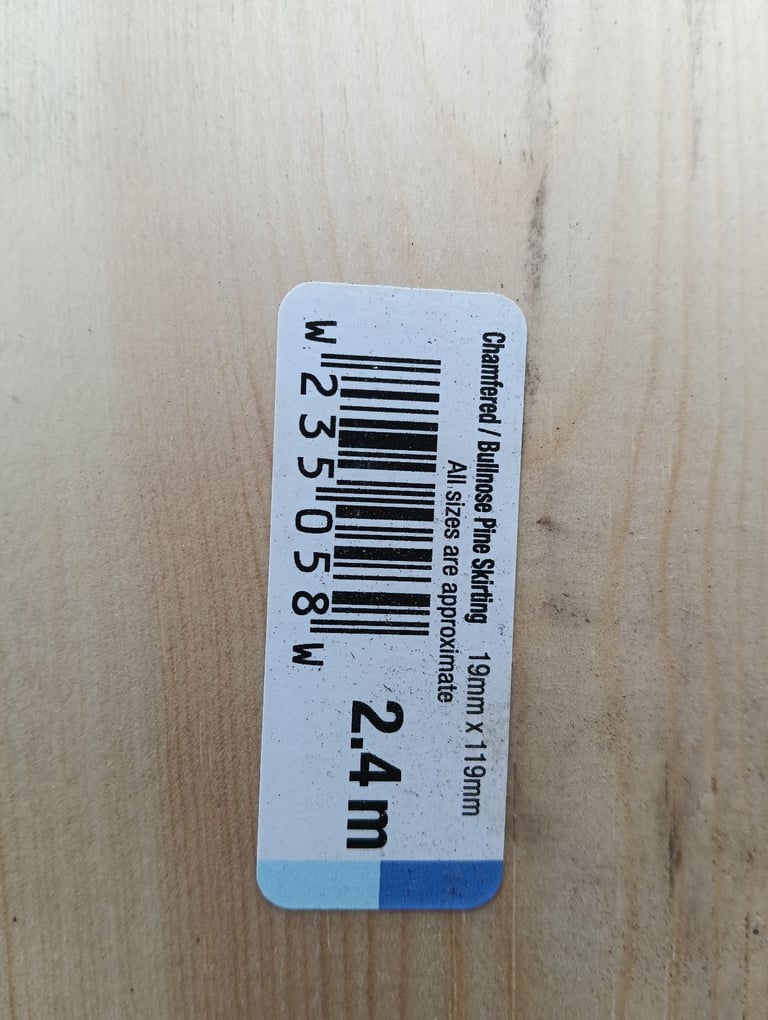 Chamfered / Bullnose Pine Skirting 19mm x 119mm
All sizes are approximate
W235058W
2.4 m